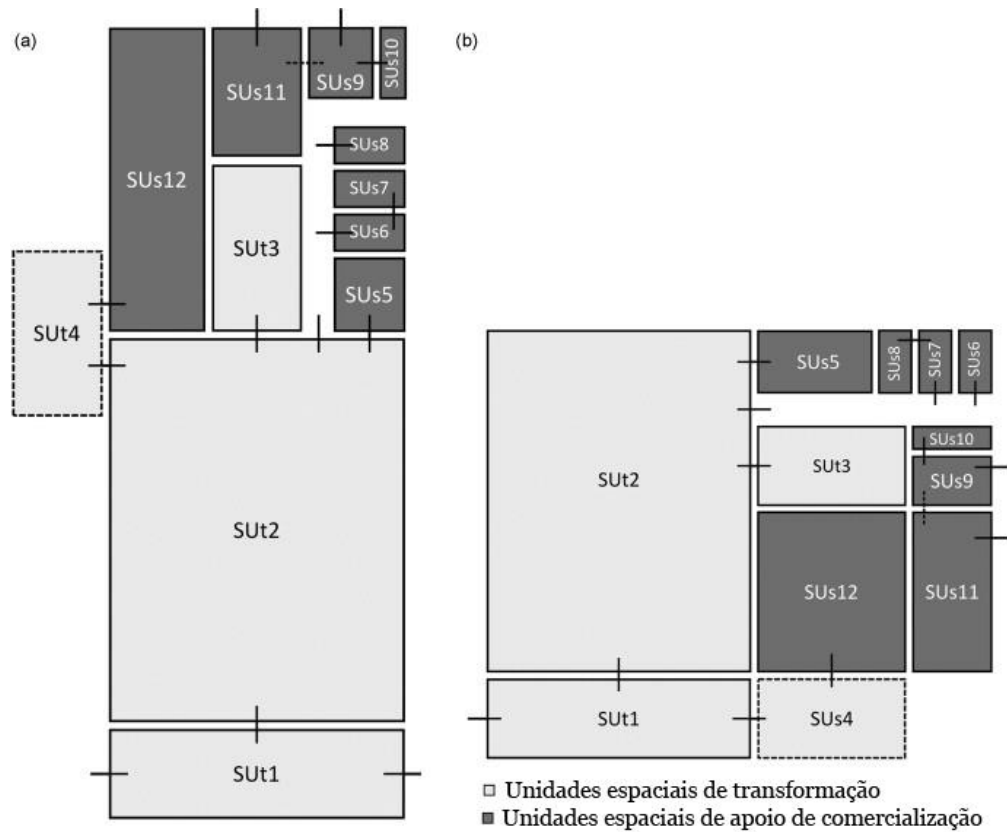 (a)
SUs12
SUs11
SUs9
SUs10
SUs8
SUs7
SUs6
SUs5
SUt3
SUt4
SUt2
SUt1
(b)
SUt2
SUs5
SUs8
SUs7
SUs6
SUt3
SUs10
SUs9
SUs12
SUs11
SUt1
SUs4
Unidades espaciais de transformação
Unidades espaciais de apoio de comercialização